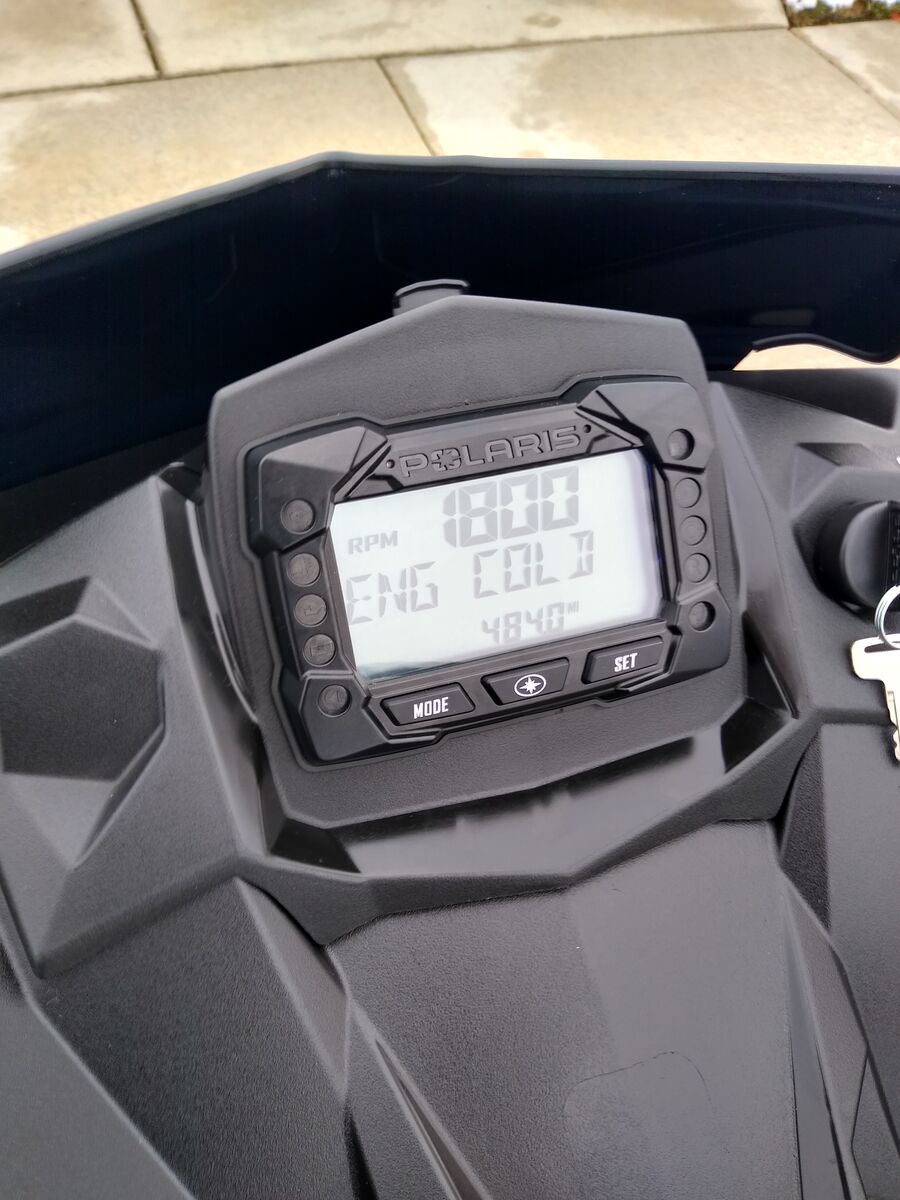 POLARIS
1800
RPM
ENG COLD
4840 MI
MODE
SET